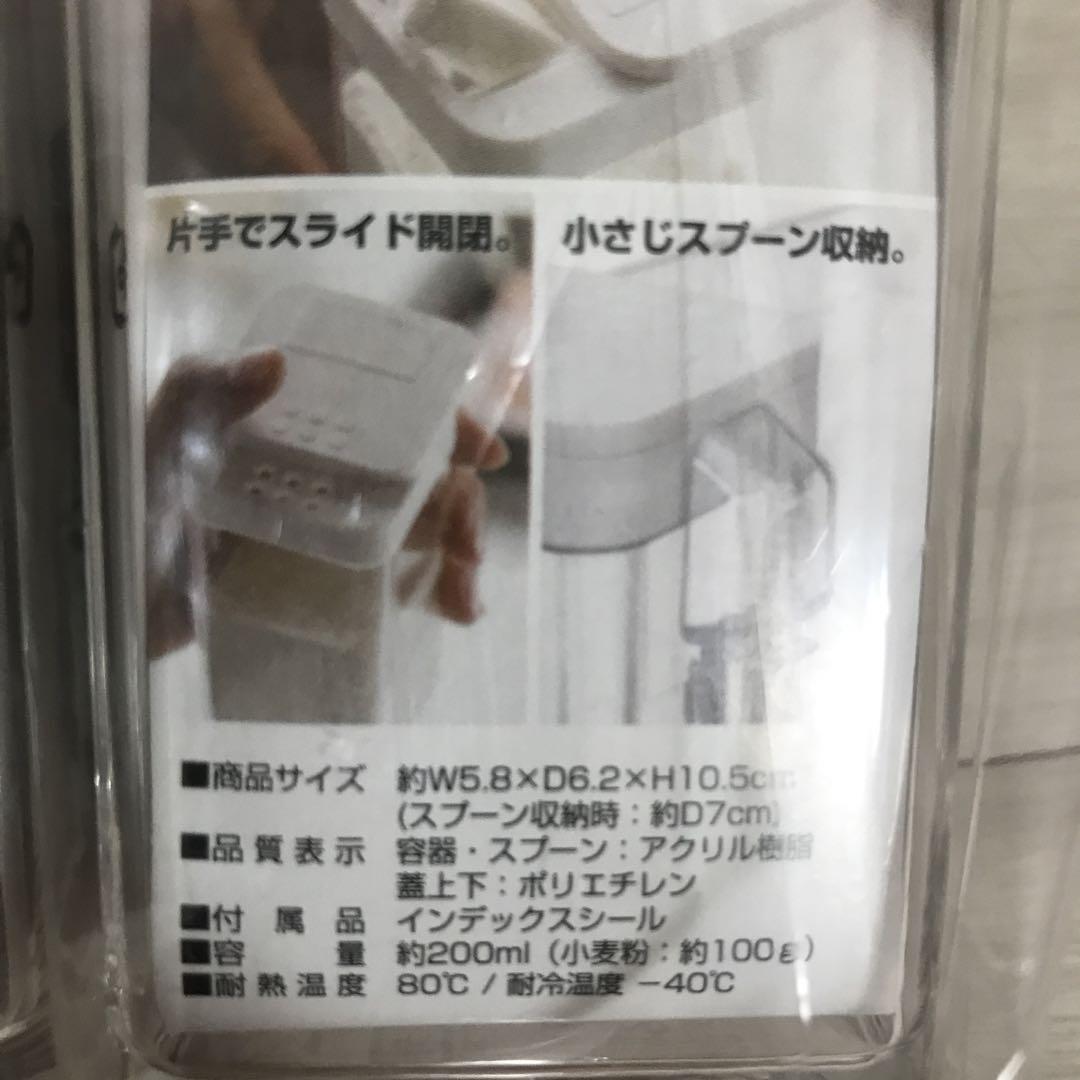 片手でスライド開閉。
小さじスプーン収納。
■商品サイズ 約W5.8×D6.2×H10.5cm
(スプーン収納時：約D7cm)
■品質表示 容器・スプーン：アクリル樹脂
蓋上下：ポリエチレン
■付属品 インデックスシール
■容量 約200ml（小麦粉：約100g）
■耐熱温度 80℃ / 耐冷温度 −40℃